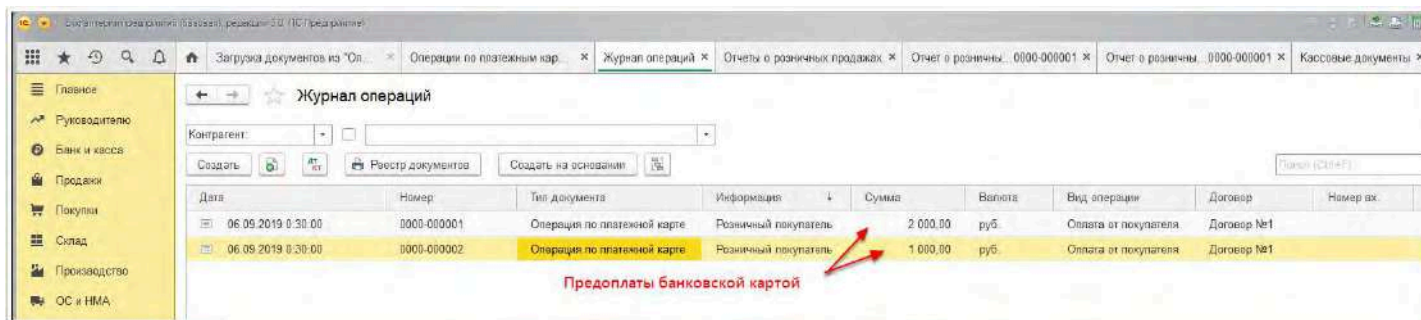 Бухгалтерия предприятия (базовая), редакция 3.0 (1С:Предприятие)
Загрузка документов из "Оп... × Операции по платежным кар... × Журнал операций × Отчеты о розничных продажах × Отчет о розничны... 0000-000001 × Отчет о розничны... 0000-000001 × Кассовые документы ×
Главное
Руководителю
Банк и касса
Продажи
Покупки
Склад
Производство
ОС и НМА
Журнал операций
Контрагент:
Создать Реестр документов Создать на основании Поиск (Ctrl+F)
Дата Номер Тип документа Информация ↓ Сумма Валюта Вид операции Договор Номер вх.
06.09.2019 0:30:00 0000-000001 Операция по платежной карте Розничный покупатель 2 000,00 руб. Оплата от покупателя Договор №1
06.09.2019 0:30:00 0000-000002 Операция по платежной карте Розничный покупатель 1 000,00 руб. Оплата от покупателя Договор №1
Предоплаты банковской картой